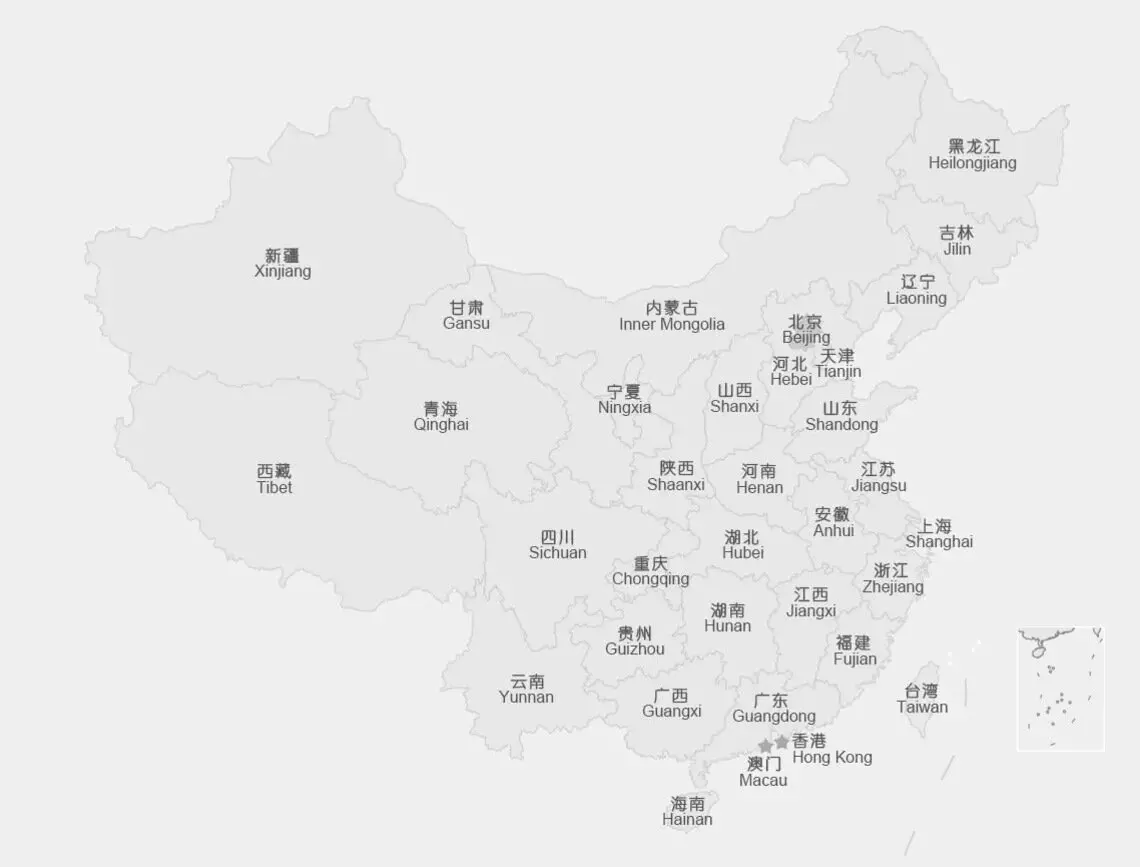 黑龙江
Heilongjiang
吉林
Jilin
新疆
Xinjiang
辽宁
Liaoning
甘肃
Gansu
内蒙古
Inner Mongolia
北京
Beijing
天津
Tianjin
河北
Hebei
宁夏
Ningxia
山西
Shanxi
青海
Qinghai
山东
Shandong
西藏
Tibet
陕西
Shaanxi
河南
Henan
江苏
Jiangsu
安徽
Anhui
上海
Shanghai
四川
Sichuan
湖北
Hubei
重庆
Chongqing
浙江
Zhejiang
江西
Jiangxi
湖南
Hunan
贵州
Guizhou
福建
Fujian
云南
Yunnan
广西
Guangxi
广东
Guangdong
台湾
Taiwan
香港
Hong Kong
澳门
Macau
海南
Hainan